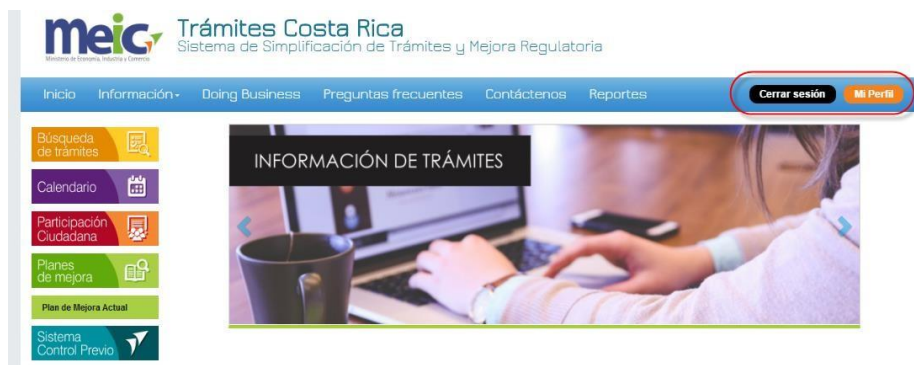 meic
Ministerio de Economía, Industria y Comercio
Trámites Costa Rica
Sistema de Simplificación de Trámites y Mejora Regulatoria
Inicio Información Doing Business Preguntas frecuentes Contáctenos Reportes Cerrar sesión Mi Perfil
Búsqueda
de trámites
Calendario
Participación
Ciudadana
Planes
de mejora
Plan de Mejora Actual
Sistema
Control Previo
INFORMACIÓN DE TRÁMITES